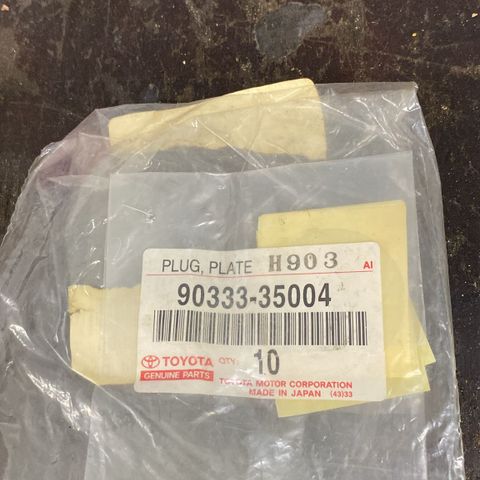 PLUG, PLATE H903 AI
90333-35004
TOYOTA QTY. 10
GENUINE PARTS
TOYOTA MOTOR CORPORATION
MADE IN JAPAN (43)33